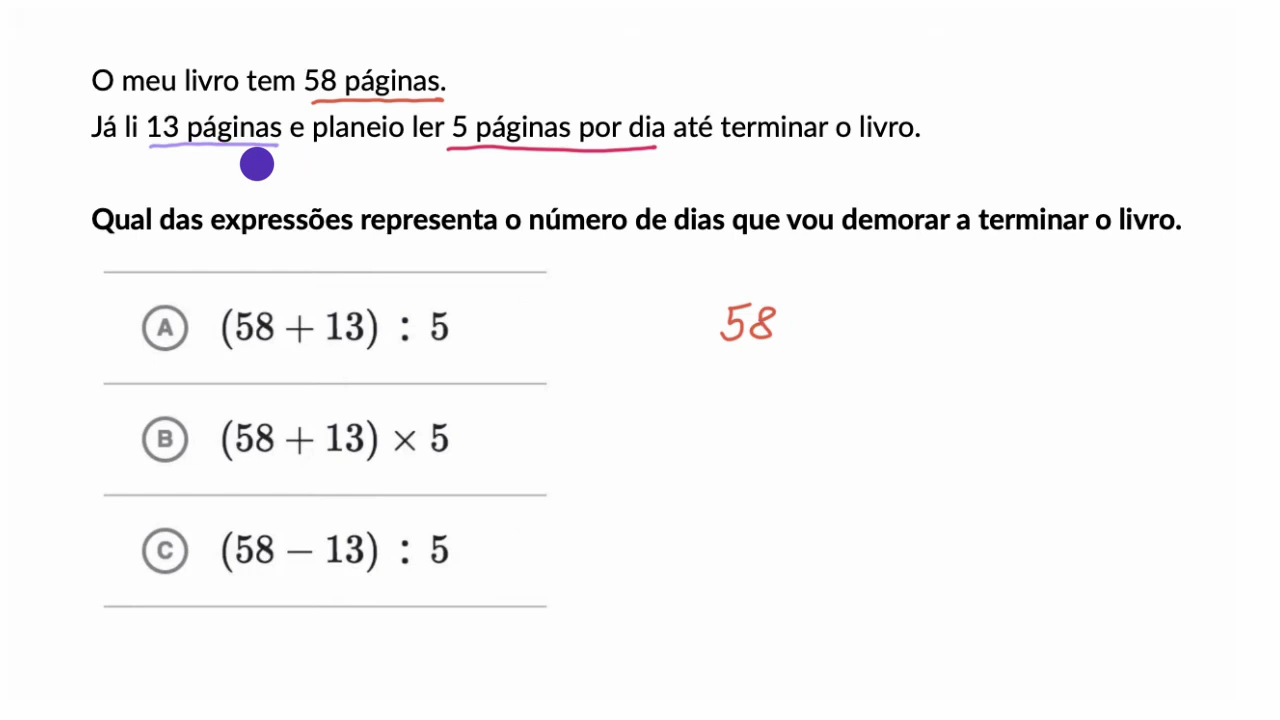 O meu livro tem 58 páginas.
Já li 13 páginas e planeio ler 5 páginas por dia até terminar o livro.
Qual das expressões representa o número de dias que vou demorar a terminar o livro.
A (58 + 13) : 5
58
B (58 + 13) × 5
C (58 − 13) : 5